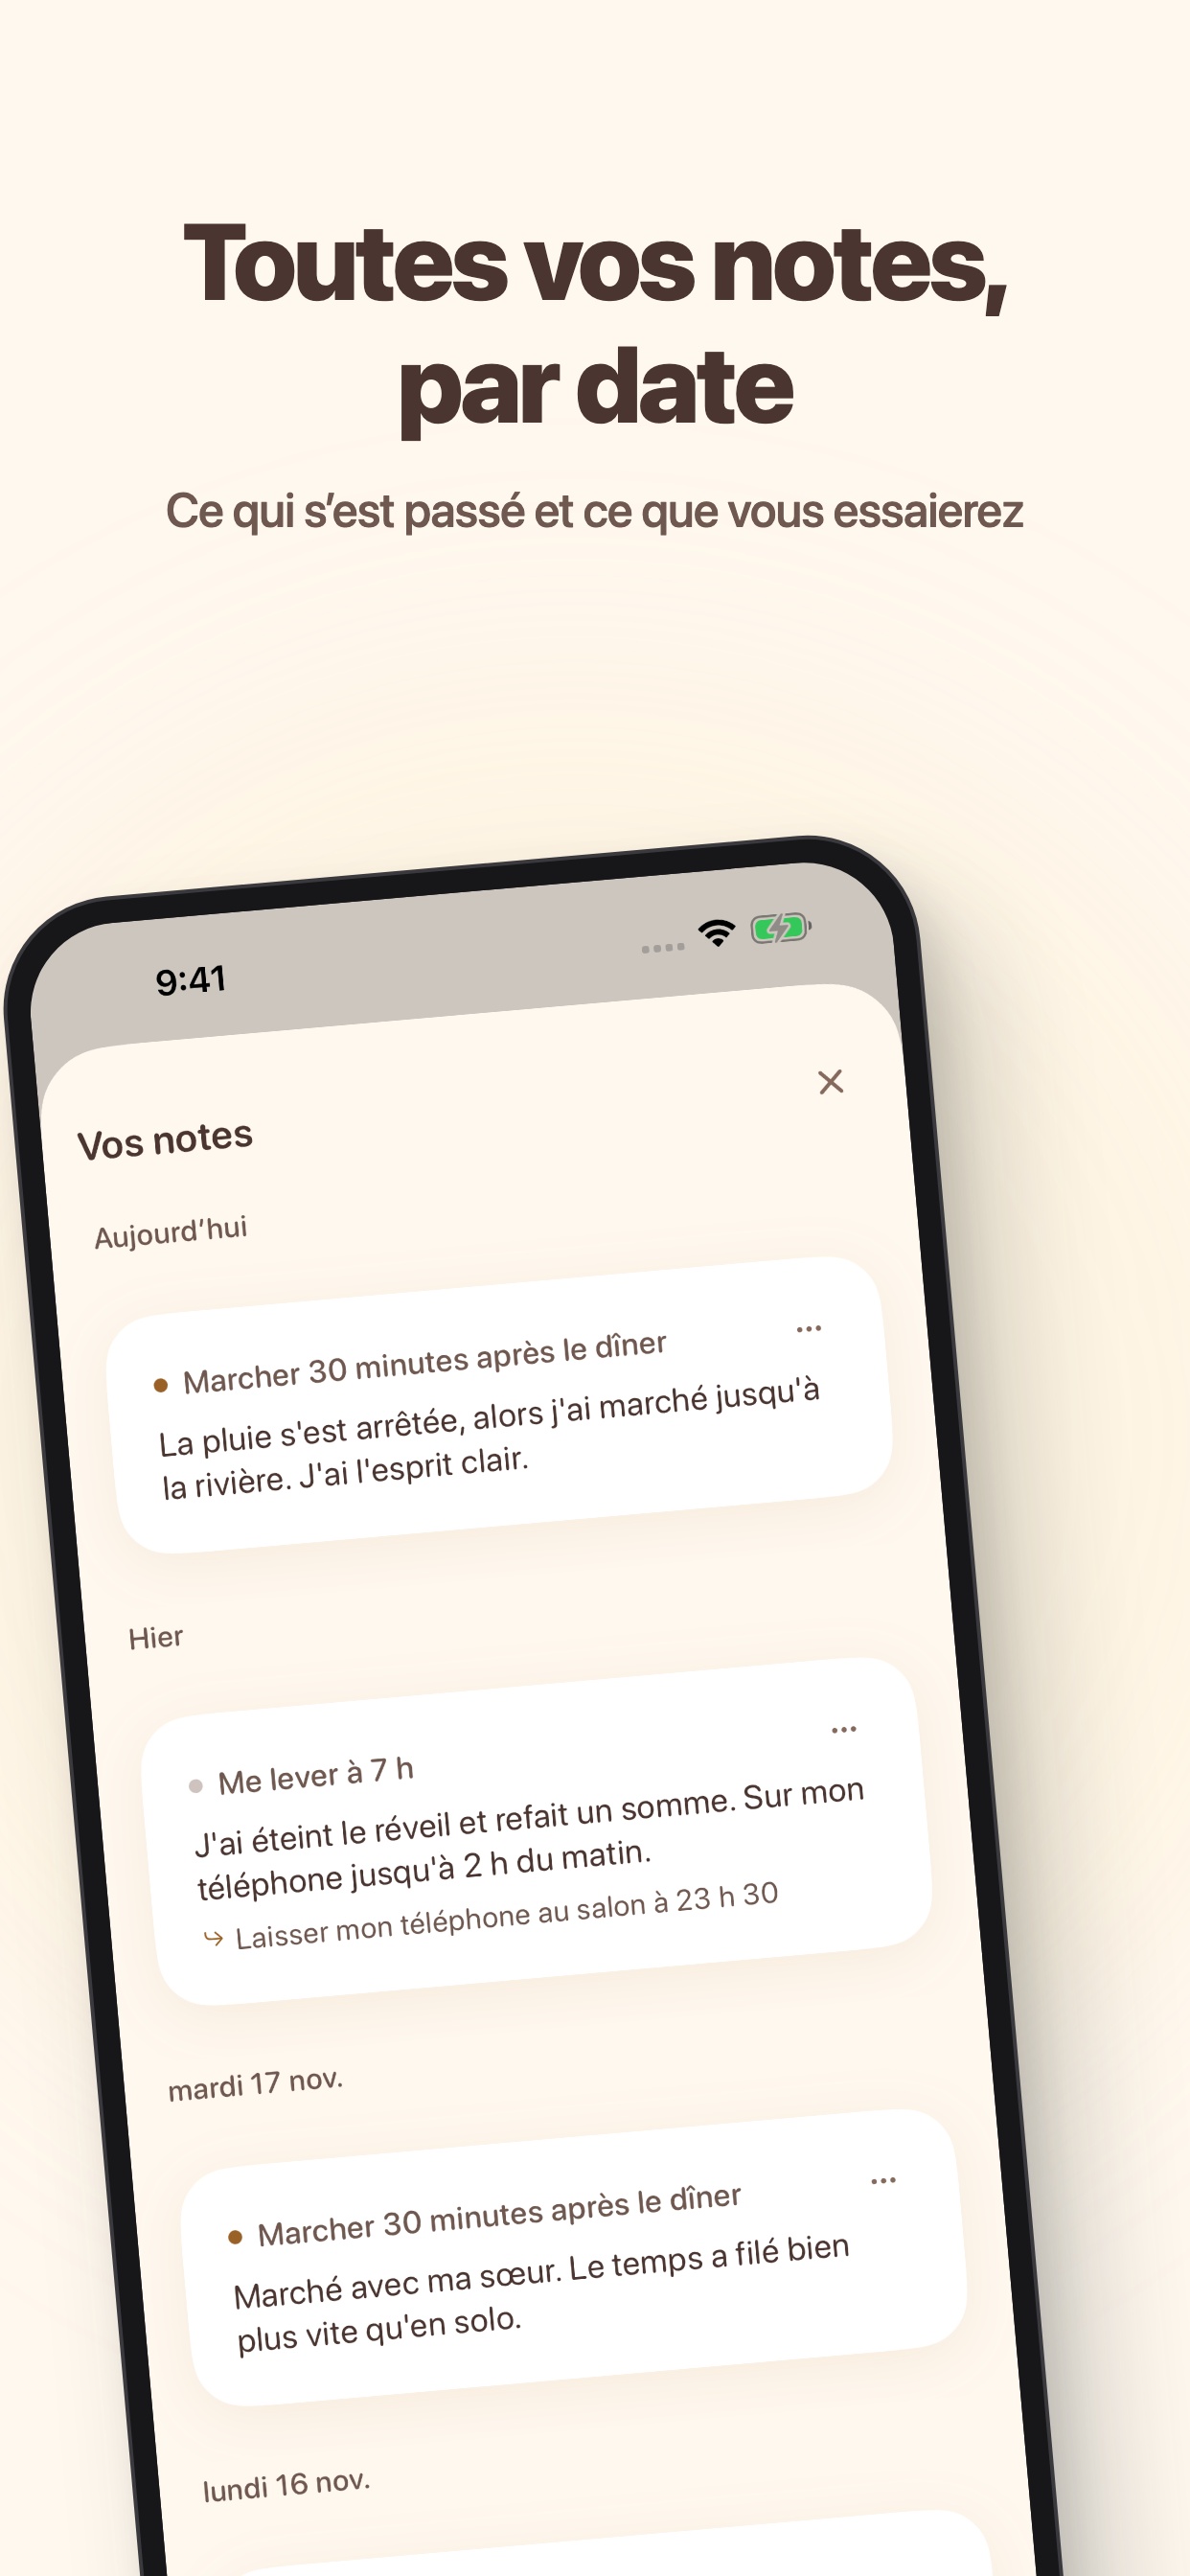 Toutes vos notes,
par date
Ce qui s’est passé et ce que vous essaierez
9:41
Vos notes
Aujourd’hui
Marcher 30 minutes après le dîner
La pluie s'est arrêtée, alors j'ai marché jusqu'à
la rivière. J'ai l'esprit clair.
Hier
Me lever à 7 h
J'ai éteint le réveil et refait un somme. Sur mon
téléphone jusqu'à 2 h du matin.
Laisser mon téléphone au salon à 23 h 30
mardi 17 nov.
Marcher 30 minutes après le dîner
Marché avec ma sœur. Le temps a filé bien
plus vite qu'en solo.
lundi 16 nov.